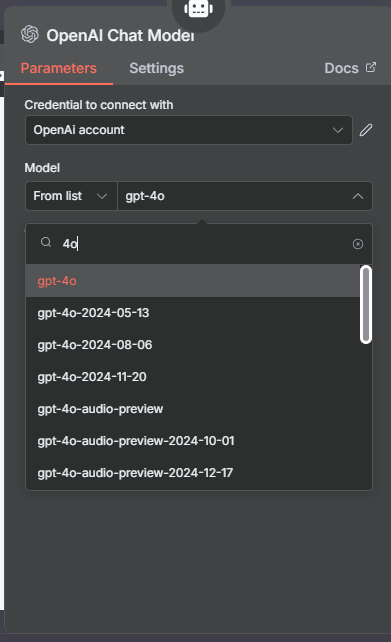 OpenAI Chat Model
Parameters Settings Docs
Credential to connect with
OpenAi account
Model
From list gpt-4o
4o
gpt-4o
gpt-4o-2024-05-13
gpt-4o-2024-08-06
gpt-4o-2024-11-20
gpt-4o-audio-preview
gpt-4o-audio-preview-2024-10-01
gpt-4o-audio-preview-2024-12-17